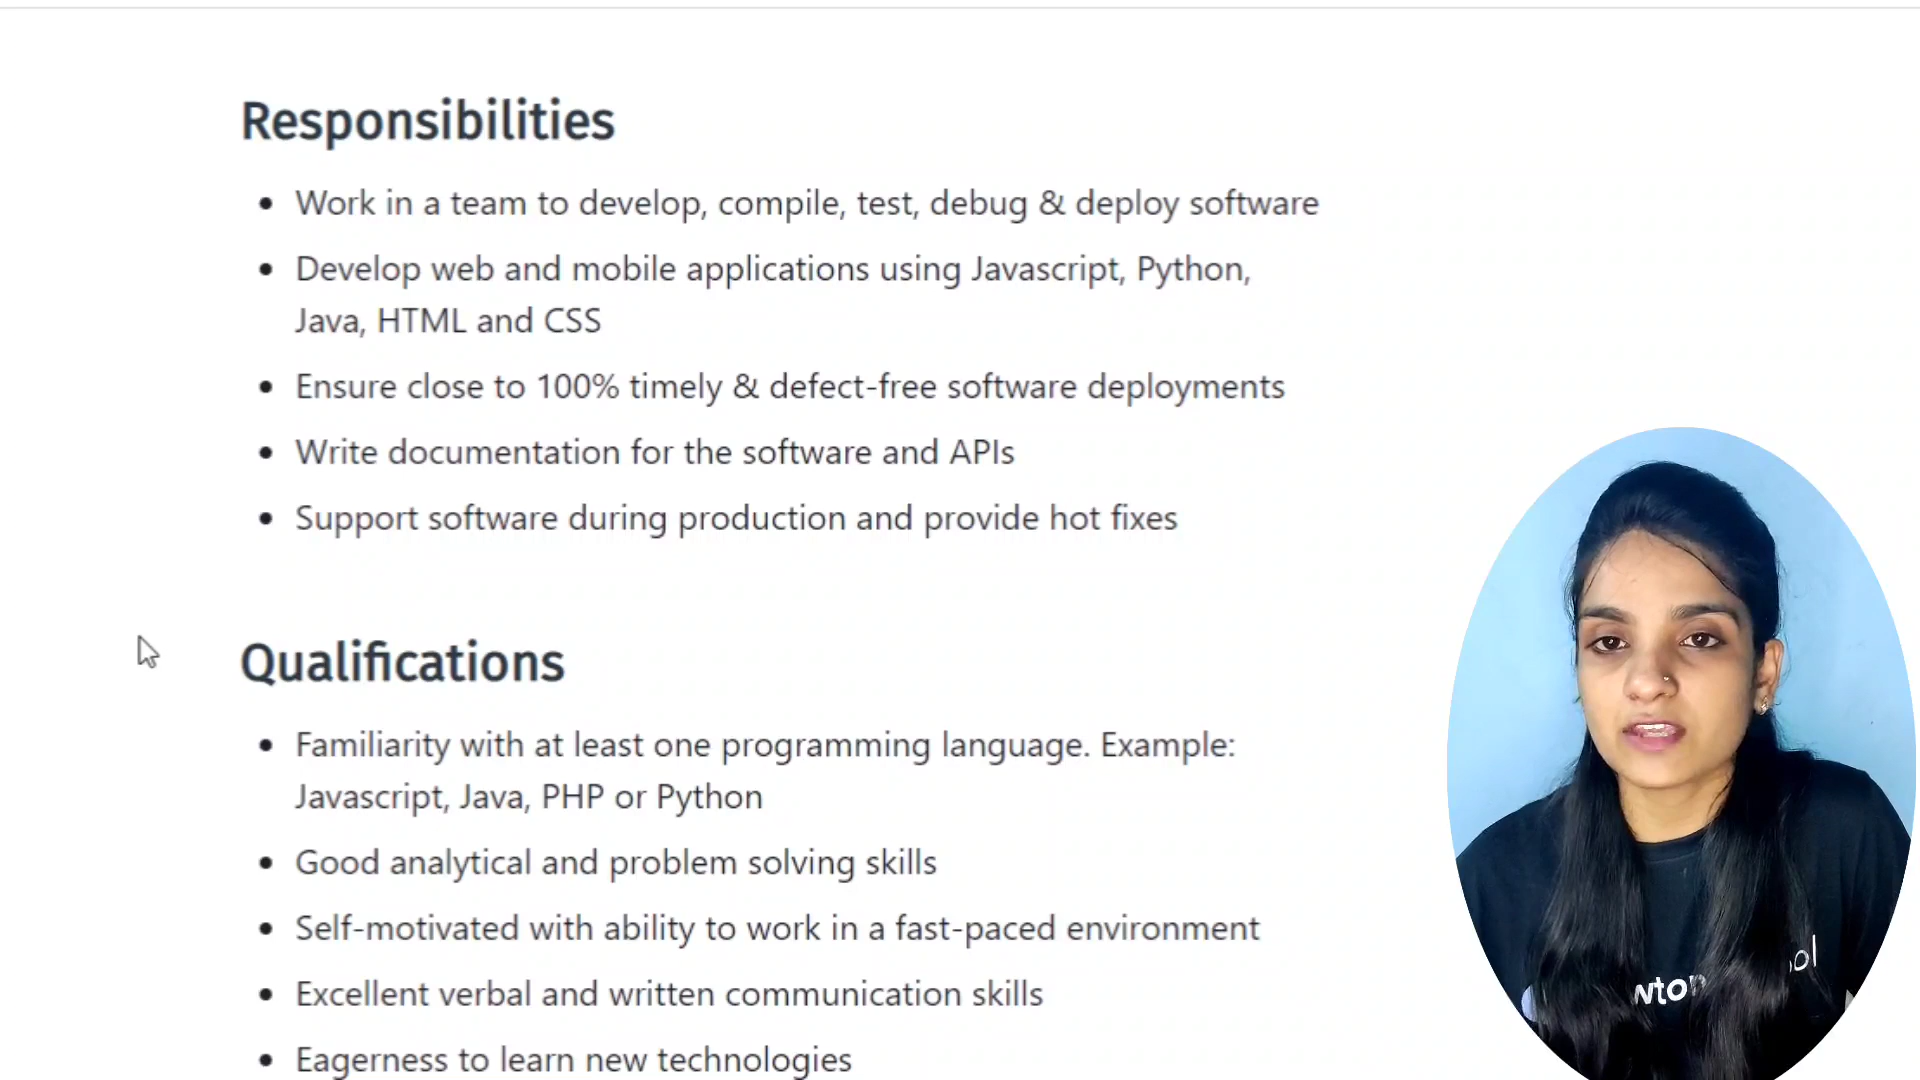 Responsibilities
• Work in a team to develop, compile, test, debug & deploy software
• Develop web and mobile applications using Javascript, Python,
Java, HTML and CSS
• Ensure close to 100% timely & defect-free software deployments
• Write documentation for the software and APIs
• Support software during production and provide hot fixes
Qualifications
• Familiarity with at least one programming language. Example:
Javascript, Java, PHP or Python
• Good analytical and problem solving skills
• Self-motivated with ability to work in a fast-paced environment
• Excellent verbal and written communication skills
• Eagerness to learn new technologies